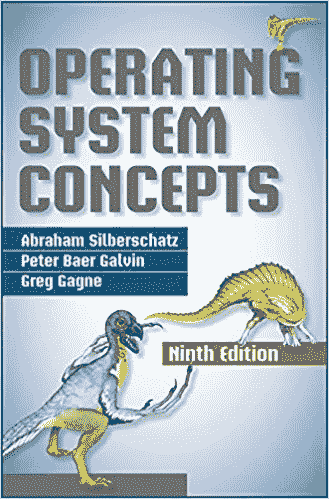 OPERATING
SYSTEM
CONCEPTS
Abraham Silberschatz
Peter Baer Galvin
Greg Gagne
Ninth Edition